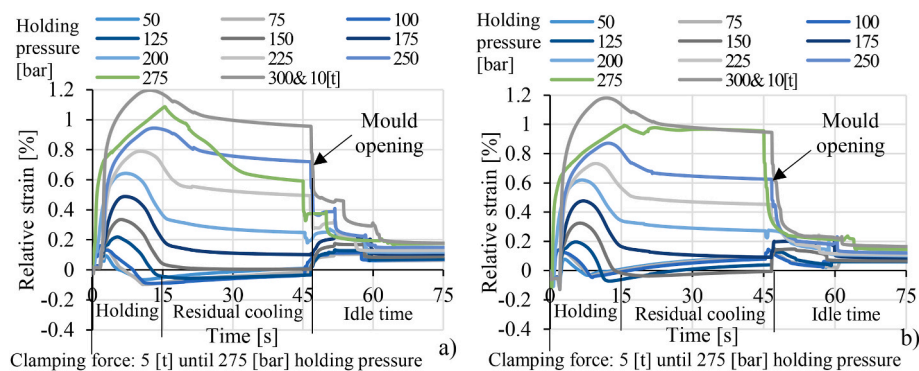 Holding pressure [bar]
50 75 100
125 150 175
200 225 250
275 300&10[t]
1.2
1
0.8
0.6
0.4
0.2
0
-0.2
-0.4
Relative strain [%]
Mould opening
0 15 30 45 60 75
Holding Residual cooling Idle time
Time [s]
a)
Clamping force: 5 [t] until 275 [bar] holding pressure
Holding pressure [bar]
50 75 100
125 150 175
200 225 250
275 300&10[t]
1.2
1
0.8
0.6
0.4
0.2
0
-0.2
-0.4
Relative strain [%]
Mould opening
0 15 30 45 60 75
Holding Residual cooling Idle time
Time [s]
b)
Clamping force: 5 [t] until 275 [bar] holding pressure